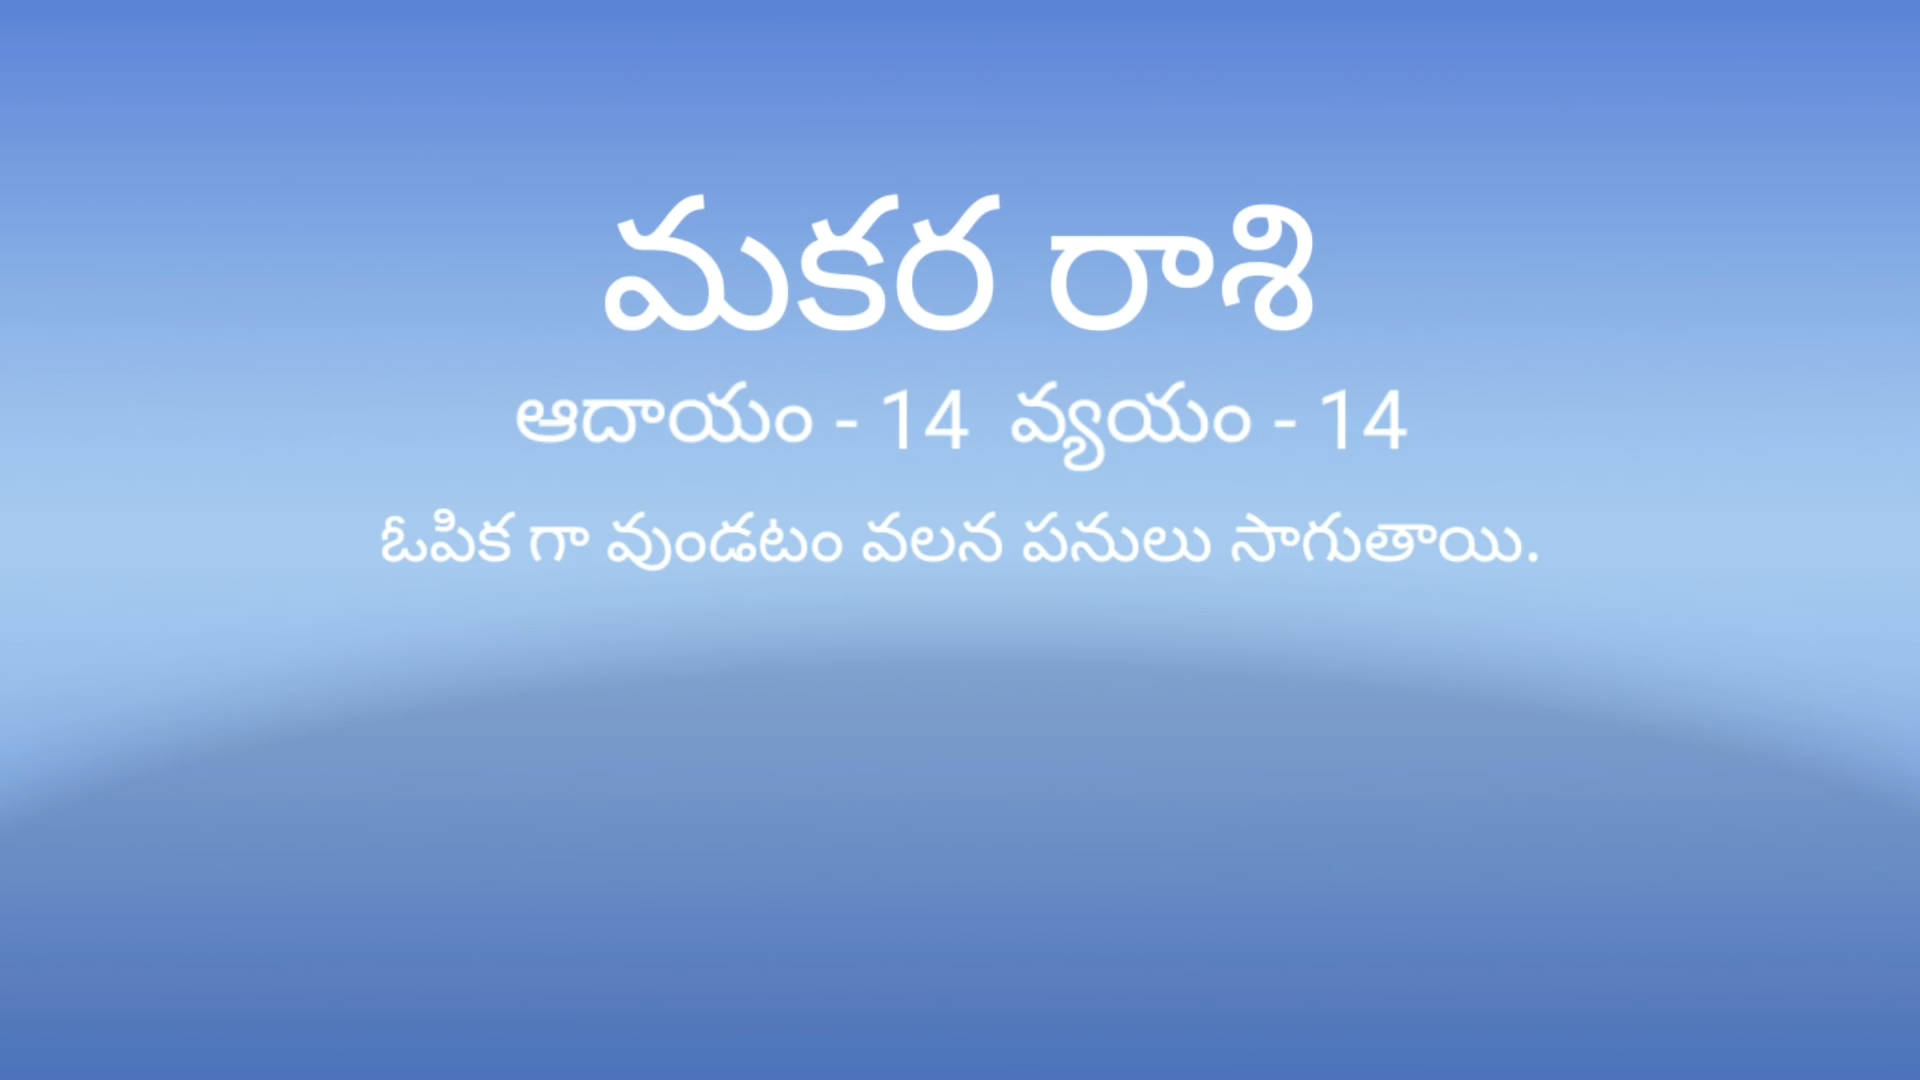 మకర రాశి
ఆదాయం - 14 వ్యయం - 14
ఓపిక గా వుండటం వలన పనులు సాగుతాయి.